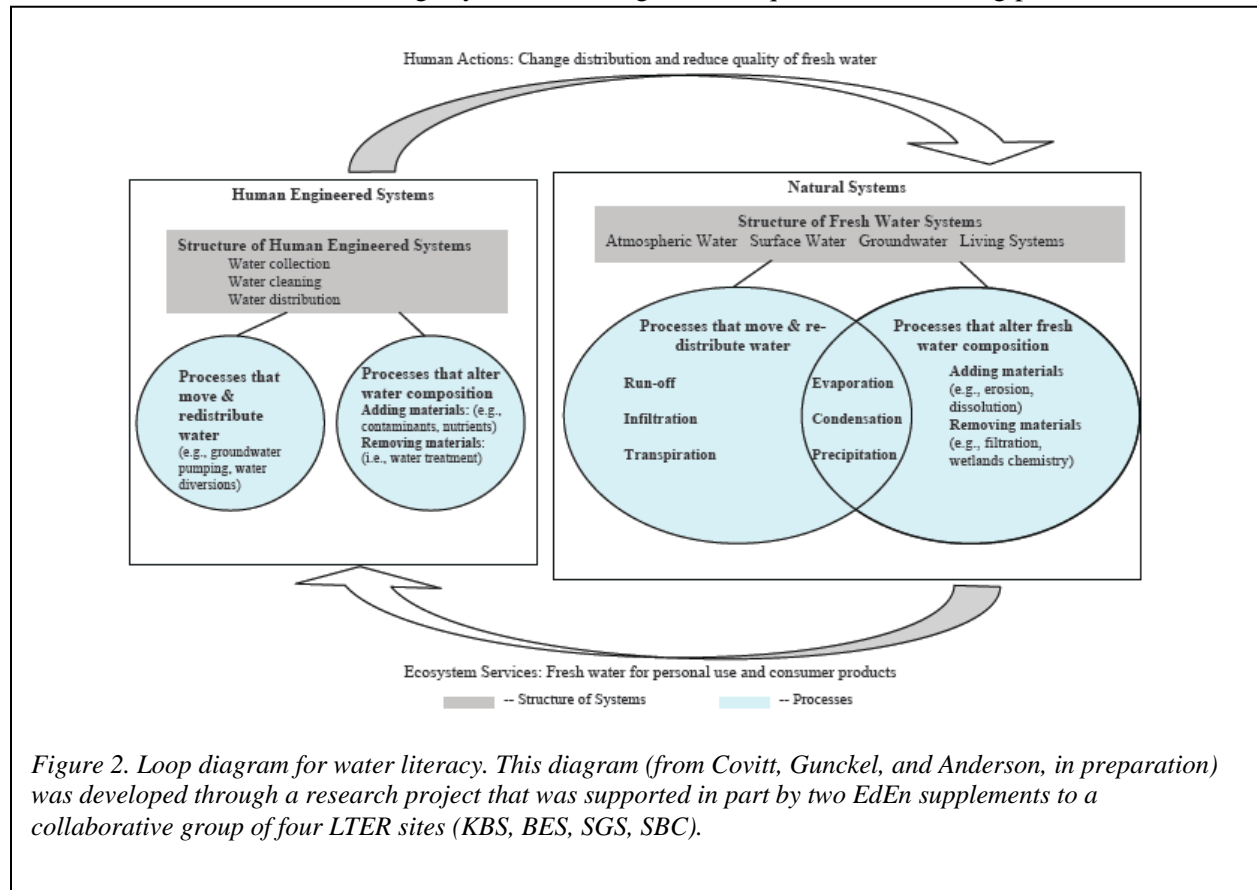 Human Actions: Change distribution and reduce quality of fresh water
Human Engineered Systems
Structure of Human Engineered Systems
Water collection
Water cleaning
Water distribution
Processes that
move &
redistribute
water
(e.g., groundwater
pumping, water
diversions)
Processes that alter
water composition
Adding materials: (e.g.,
contaminants, nutrients)
Removing materials:
(i.e., water treatment)
Natural Systems
Structure of Fresh Water Systems
Atmospheric Water Surface Water Groundwater Living Systems
Processes that move & re-
distribute water
Run-off
Infiltration
Transpiration
Evaporation
Condensation
Precipitation
Processes that alter fresh
water composition
Adding materials
(e.g., erosion,
dissolution)
Removing materials
(e.g., filtration,
wetlands chemistry)
Ecosystem Services: Fresh water for personal use and consumer products
-- Structure of Systems -- Processes
Figure 2. Loop diagram for water literacy. This diagram (from Covitt, Gunckel, and Anderson, in preparation)
was developed through a research project that was supported in part by two EdEn supplements to a
collaborative group of four LTER sites (KBS, BES, SGS, SBC).